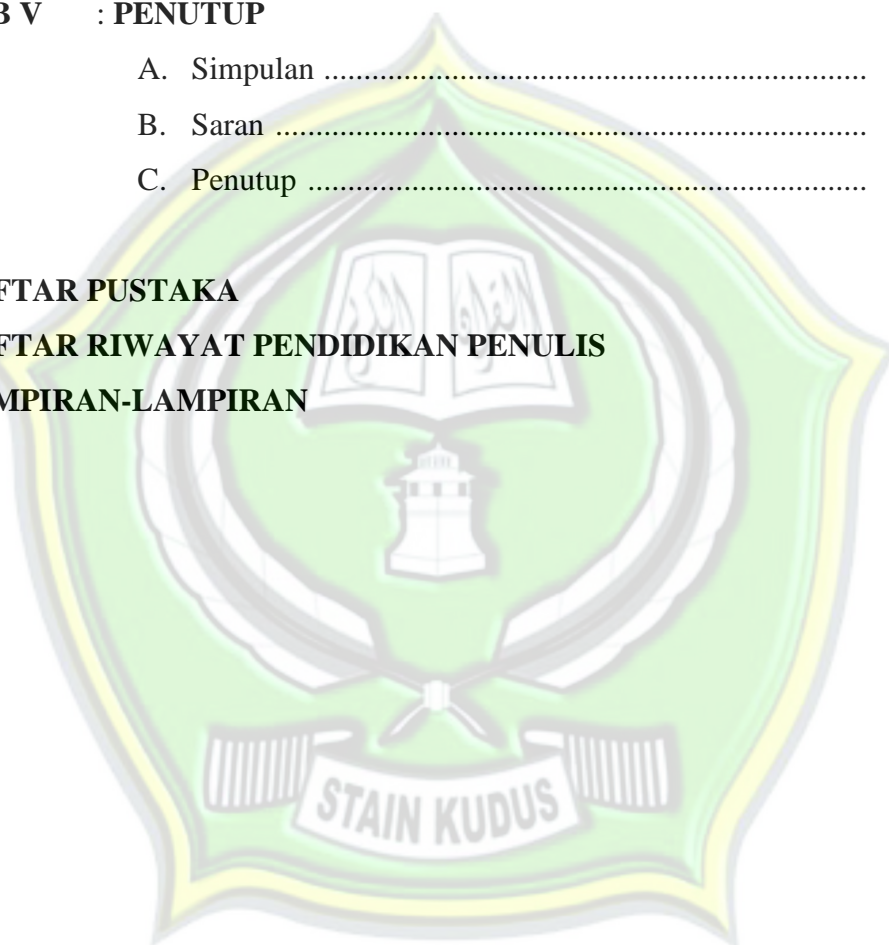 B V : PENUTUP
A. Simpulan ................................................................
B. Saran ......................................................................
C. Penutup ..................................................................
FTAR PUSTAKA
FTAR RIWAYAT PENDIDIKAN PENULIS
MPIRAN-LAMPIRAN
STAIN KUDUS